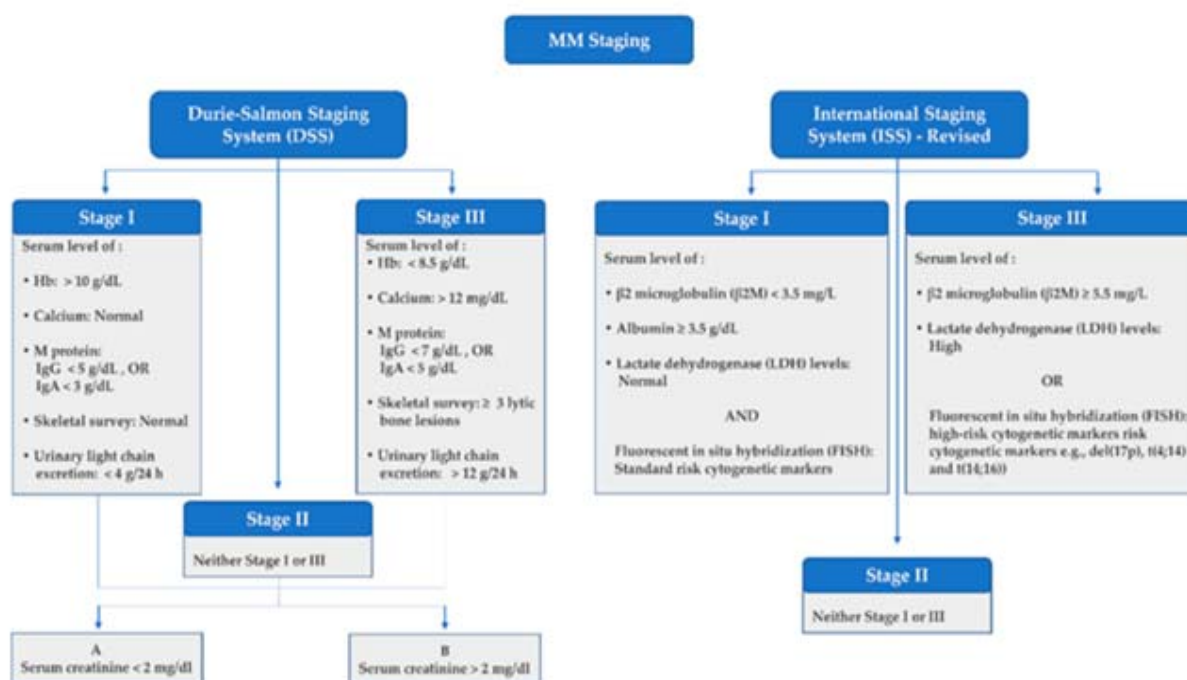 MM Staging
Durie-Salmon Staging
System (DSS)
International Staging
System (ISS) - Revised
Stage I
Serum level of :
• Hb: > 10 g/dL
• Calcium: Normal
• M protein:
IgG < 5 g/dL , OR
IgA < 3 g/dL
• Skeletal survey: Normal
• Urinary light chain
excretion: < 4 g/24 h
Stage III
Serum level of :
• Hb: < 8.5 g/dL
• Calcium: > 12 mg/dL
• M protein:
IgG < 7 g/dL , OR
IgA < 5 g/dL
• Skeletal survey: ≥ 3 lytic
bone lesions
• Urinary light chain
excretion: > 12 g/24 h
Stage II
Neither Stage I or III
A
Serum creatinine < 2 mg/dl
B
Serum creatinine > 2 mg/dl
Stage I
Serum level of :
• β2 microglobulin (β2M) < 3.5 mg/L
• Albumin ≥ 3.5 g/dL
• Lactate dehydrogenase (LDH) levels:
Normal
AND
Fluorescent in situ hybridization (FISH):
Standard risk cytogenetic markers
Stage III
Serum level of :
• β2 microglobulin (β2M) ≥ 5.5 mg/L
• Lactate dehydrogenase (LDH) levels:
High
OR
Fluorescent in situ hybridization (FISH):
high-risk cytogenetic markers risk
cytogenetic markers e.g., del(17p), t(4;14)
and t(14;16))
Stage II
Neither Stage I or III